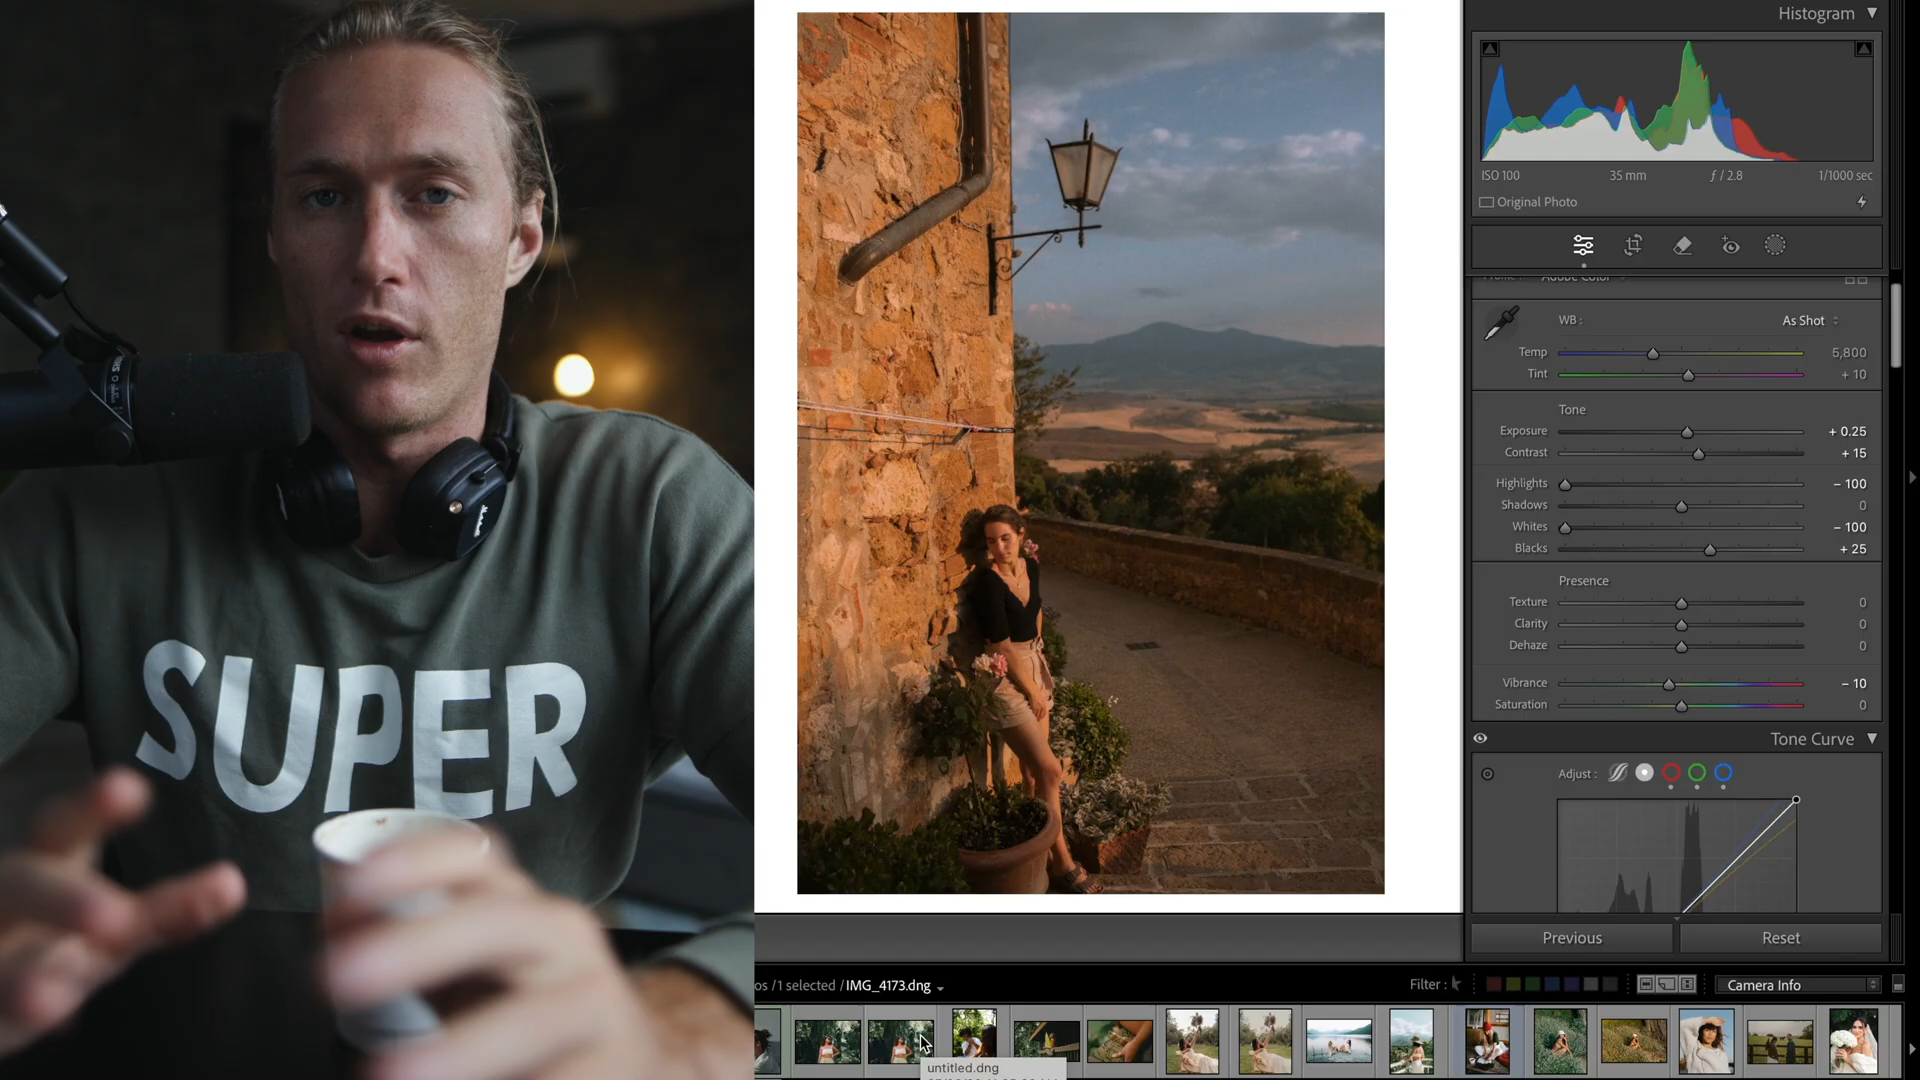 SUPER
Histogram
ISO 100 35 mm ƒ / 2.8 1/1000 sec
Original Photo
Adobe Color
WB : As Shot
Temp 5,800
Tint + 10
Tone
Exposure + 0.25
Contrast + 15
Highlights – 100
Shadows 0
Whites – 100
Blacks + 25
Presence
Texture 0
Clarity 0
Dehaze 0
Vibrance – 10
Saturation 0
Tone Curve
Adjust :
Previous Reset
/1 selected /IMG_4173.dng
Filter : Camera Info
untitled.dng